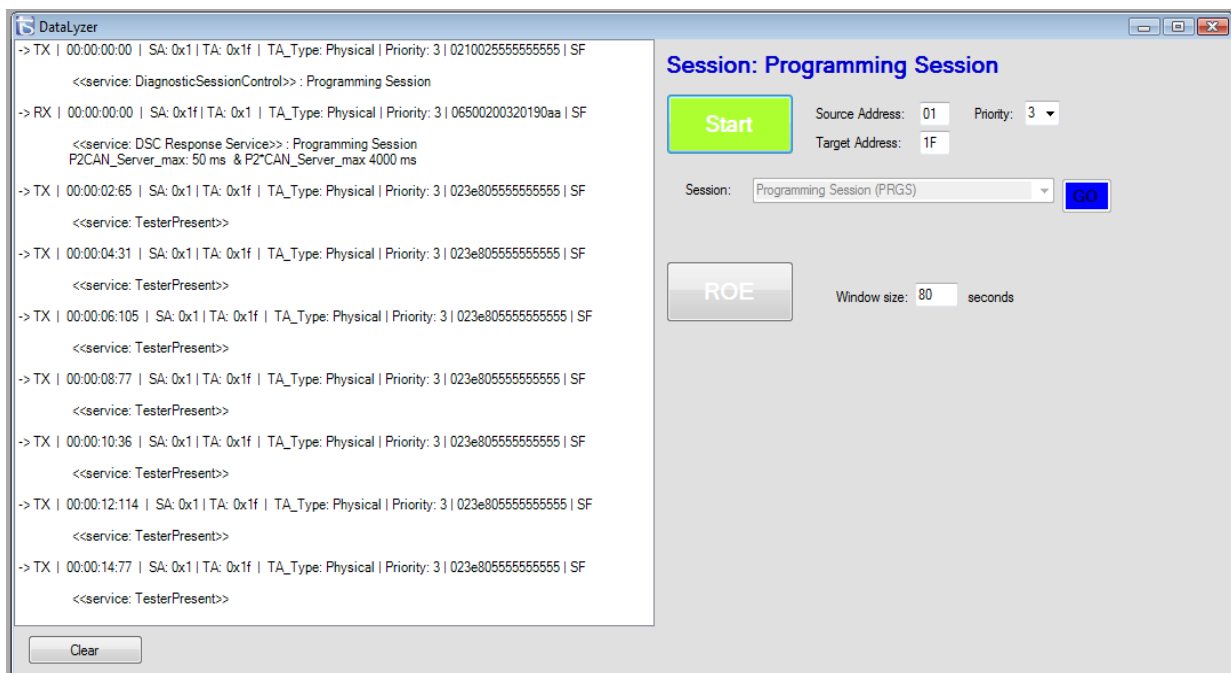 DataLyzer
-> TX | 00:00:00:00 | SA: 0x1 | TA: 0x1f | TA_Type: Physical | Priority: 3 | 0210025555555555 | SF
<<service: DiagnosticSessionControl>> : Programming Session
-> RX | 00:00:00:00 | SA: 0x1f | TA: 0x1 | TA_Type: Physical | Priority: 3 | 06500200320190aa | SF
<<service: DSC Response Service>> : Programming Session
P2CAN_Server_max: 50 ms & P2*CAN_Server_max 4000 ms
-> TX | 00:00:02:65 | SA: 0x1 | TA: 0x1f | TA_Type: Physical | Priority: 3 | 023e805555555555 | SF
<<service: TesterPresent>>
-> TX | 00:00:04:31 | SA: 0x1 | TA: 0x1f | TA_Type: Physical | Priority: 3 | 023e805555555555 | SF
<<service: TesterPresent>>
-> TX | 00:00:06:105 | SA: 0x1 | TA: 0x1f | TA_Type: Physical | Priority: 3 | 023e805555555555 | SF
<<service: TesterPresent>>
-> TX | 00:00:08:77 | SA: 0x1 | TA: 0x1f | TA_Type: Physical | Priority: 3 | 023e805555555555 | SF
<<service: TesterPresent>>
-> TX | 00:00:10:36 | SA: 0x1 | TA: 0x1f | TA_Type: Physical | Priority: 3 | 023e805555555555 | SF
<<service: TesterPresent>>
-> TX | 00:00:12:114 | SA: 0x1 | TA: 0x1f | TA_Type: Physical | Priority: 3 | 023e805555555555 | SF
<<service: TesterPresent>>
-> TX | 00:00:14:77 | SA: 0x1 | TA: 0x1f | TA_Type: Physical | Priority: 3 | 023e805555555555 | SF
<<service: TesterPresent>>
Clear
Session: Programming Session
Start
Source Address: 01 Priority: 3
Target Address: 1F
Session: Programming Session (PRGS) GO
ROE
Window size: 80 seconds